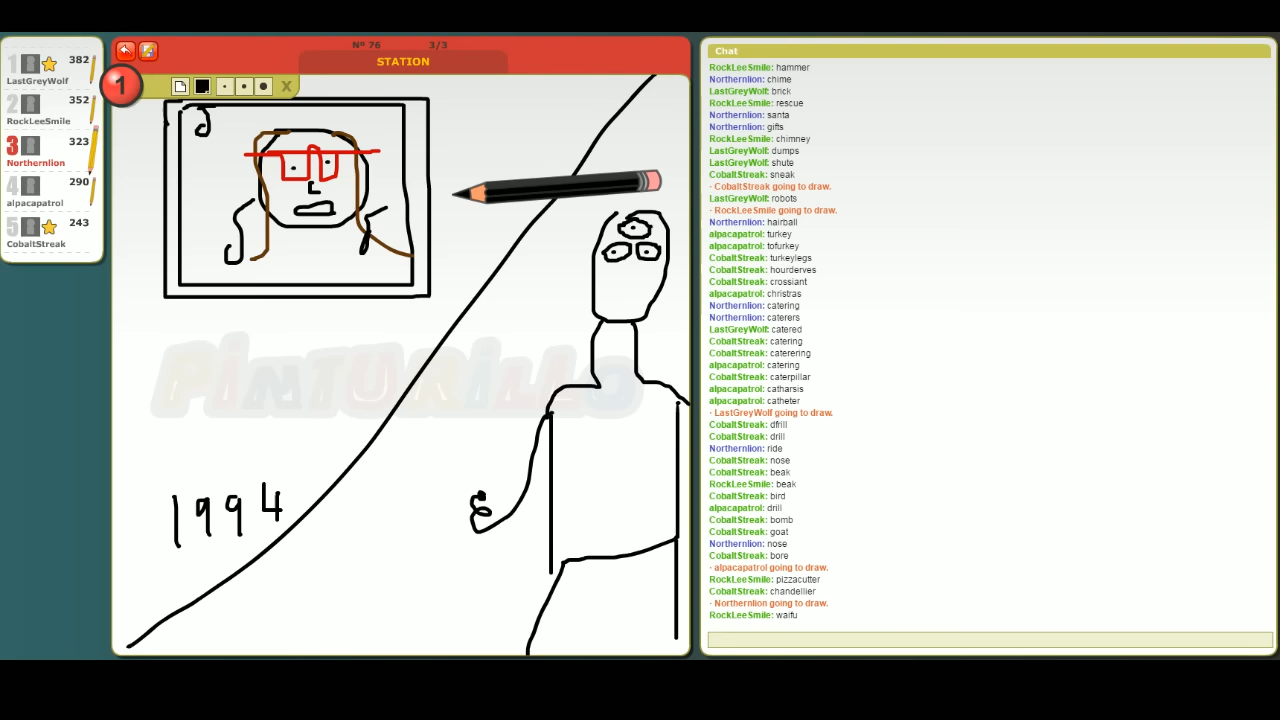 Nº 76 3/3
STATION
1
1 382
LastGreyWolf
2 352
RockLeeSmile
3 323
Northernlion
4 290
alpacapatrol
5 243
CobaltStreak
1994
PINTURILLO
Chat
RockLeeSmile: hammer
Northernlion: chime
LastGreyWolf: brick
RockLeeSmile: rescue
Northernlion: santa
Northernlion: gifts
RockLeeSmile: chimney
LastGreyWolf: dumps
LastGreyWolf: shute
CobaltStreak: sneak
· CobaltStreak going to draw.
LastGreyWolf: robots
· RockLeeSmile going to draw.
Northernlion: hairball
alpacapatrol: turkey
alpacapatrol: tofurkey
CobaltStreak: turkeylegs
CobaltStreak: hourderves
CobaltStreak: crossiant
alpacapatrol: christras
Northernlion: catering
Northernlion: caterers
LastGreyWolf: catered
CobaltStreak: catering
CobaltStreak: caterering
alpacapatrol: catering
CobaltStreak: caterpillar
alpacapatrol: catharsis
alpacapatrol: catheter
· LastGreyWolf going to draw.
CobaltStreak: dfrill
CobaltStreak: drill
Northernlion: ride
CobaltStreak: nose
CobaltStreak: beak
RockLeeSmile: beak
CobaltStreak: bird
alpacapatrol: drill
CobaltStreak: bomb
CobaltStreak: goat
Northernlion: nose
CobaltStreak: bore
· alpacapatrol going to draw.
RockLeeSmile: pizzacutter
CobaltStreak: chandellier
· Northernlion going to draw.
RockLeeSmile: waifu